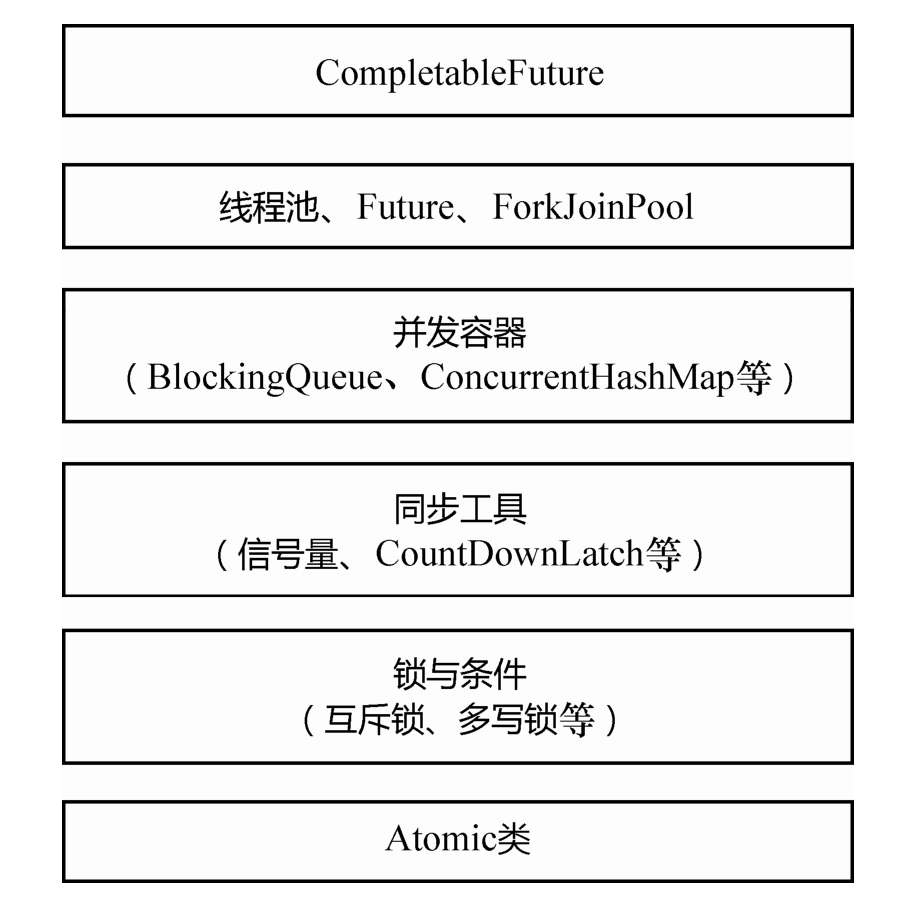 CompletableFuture
线程池、Future、ForkJoinPool
并发容器
（BlockingQueue、ConcurrentHashMap等）
同步工具
（信号量、CountDownLatch等）
锁与条件
（互斥锁、多写锁等）
Atomic类